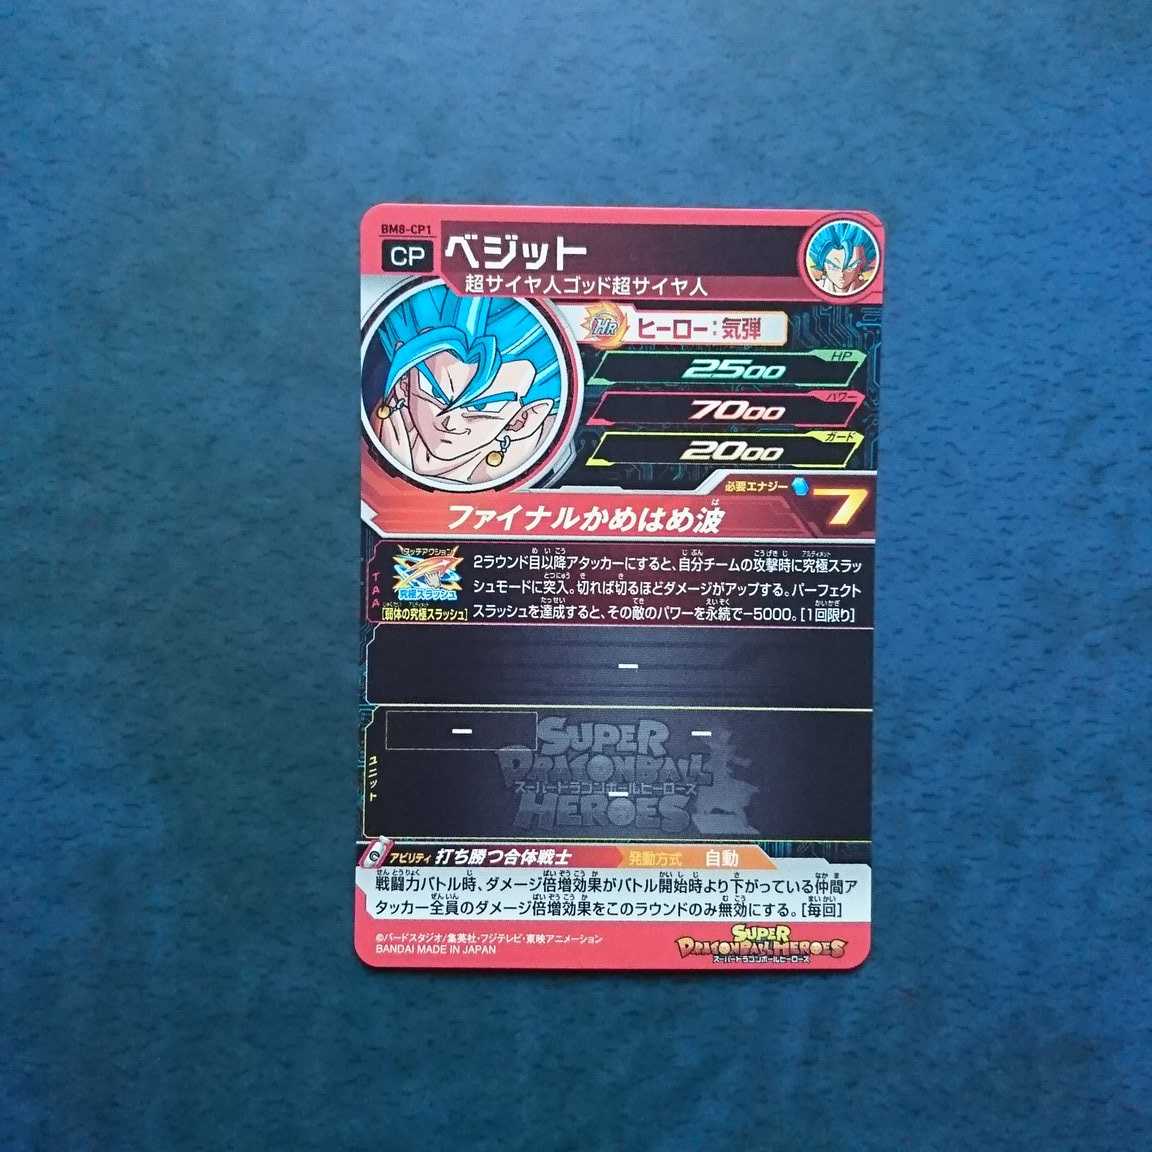 BM8-CP1
CP
ベジット
超サイヤ人ゴッド超サイヤ人
HR
ヒーロー:気弾
HP
2500
パワー
7000
ガード
2000
必要エナジー
7
ファイナルかめはめ波
TAA
タッチアクション
究極スラッシュ
[弱体の究極スラッシュ]
2ラウンド目以降アタッカーにすると、自分チームの攻撃時に究極スラッ
シュモードに突入。切れば切るほどダメージがアップする。パーフェクト
スラッシュを達成すると、その敵のパワーを永続で−5000。[1回限り]
ー
ユニット
ー
ー
ー
SUPER
DRAGONBALL
スーパードラゴンボールヒーローズ
HEROES
アビリティ 打ち勝つ合体戦士
発動方式 自動
戦闘力バトル時、ダメージ倍増効果がバトル開始時より下がっている仲間ア
タッカー全員のダメージ倍増効果をこのラウンドのみ無効にする。[毎回]
©バードスタジオ/集英社・フジテレビ・東映アニメーション
BANDAI MADE IN JAPAN
SUPER
DRAGONBALL HEROES
スーパードラゴンボールヒーローズ